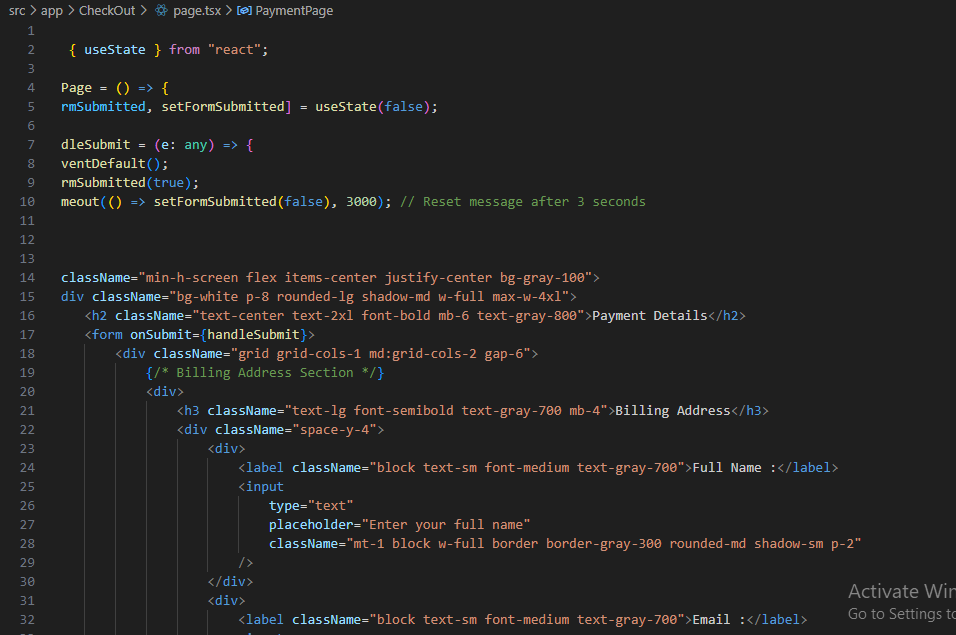 src > app > CheckOut > page.tsx > PaymentPage
1
2 { useState } from "react";
3
4 Page = () => {
5 rmSubmitted, setFormSubmitted] = useState(false);
6
7 dleSubmit = (e: any) => {
8 ventDefault();
9 rmSubmitted(true);
10 meout(() => setFormSubmitted(false), 3000); // Reset message after 3 seconds
11
12
13
14 className="min-h-screen flex items-center justify-center bg-gray-100">
15 div className="bg-white p-8 rounded-lg shadow-md w-full max-w-4xl">
16 <h2 className="text-center text-2xl font-bold mb-6 text-gray-800">Payment Details</h2>
17 <form onSubmit={handleSubmit}>
18 <div className="grid grid-cols-1 md:grid-cols-2 gap-6">
19 {/* Billing Address Section */}
20 <div>
21 <h3 className="text-lg font-semibold text-gray-700 mb-4">Billing Address</h3>
22 <div className="space-y-4">
23 <div>
24 <label className="block text-sm font-medium text-gray-700">Full Name :</label>
25 <input
26 type="text"
27 placeholder="Enter your full name"
28 className="mt-1 block w-full border border-gray-300 rounded-md shadow-sm p-2"
29 />
30 </div>
31 <div>
32 <label className="block text-sm font-medium text-gray-700">Email :</label>
Activate Win
Go to Settings to